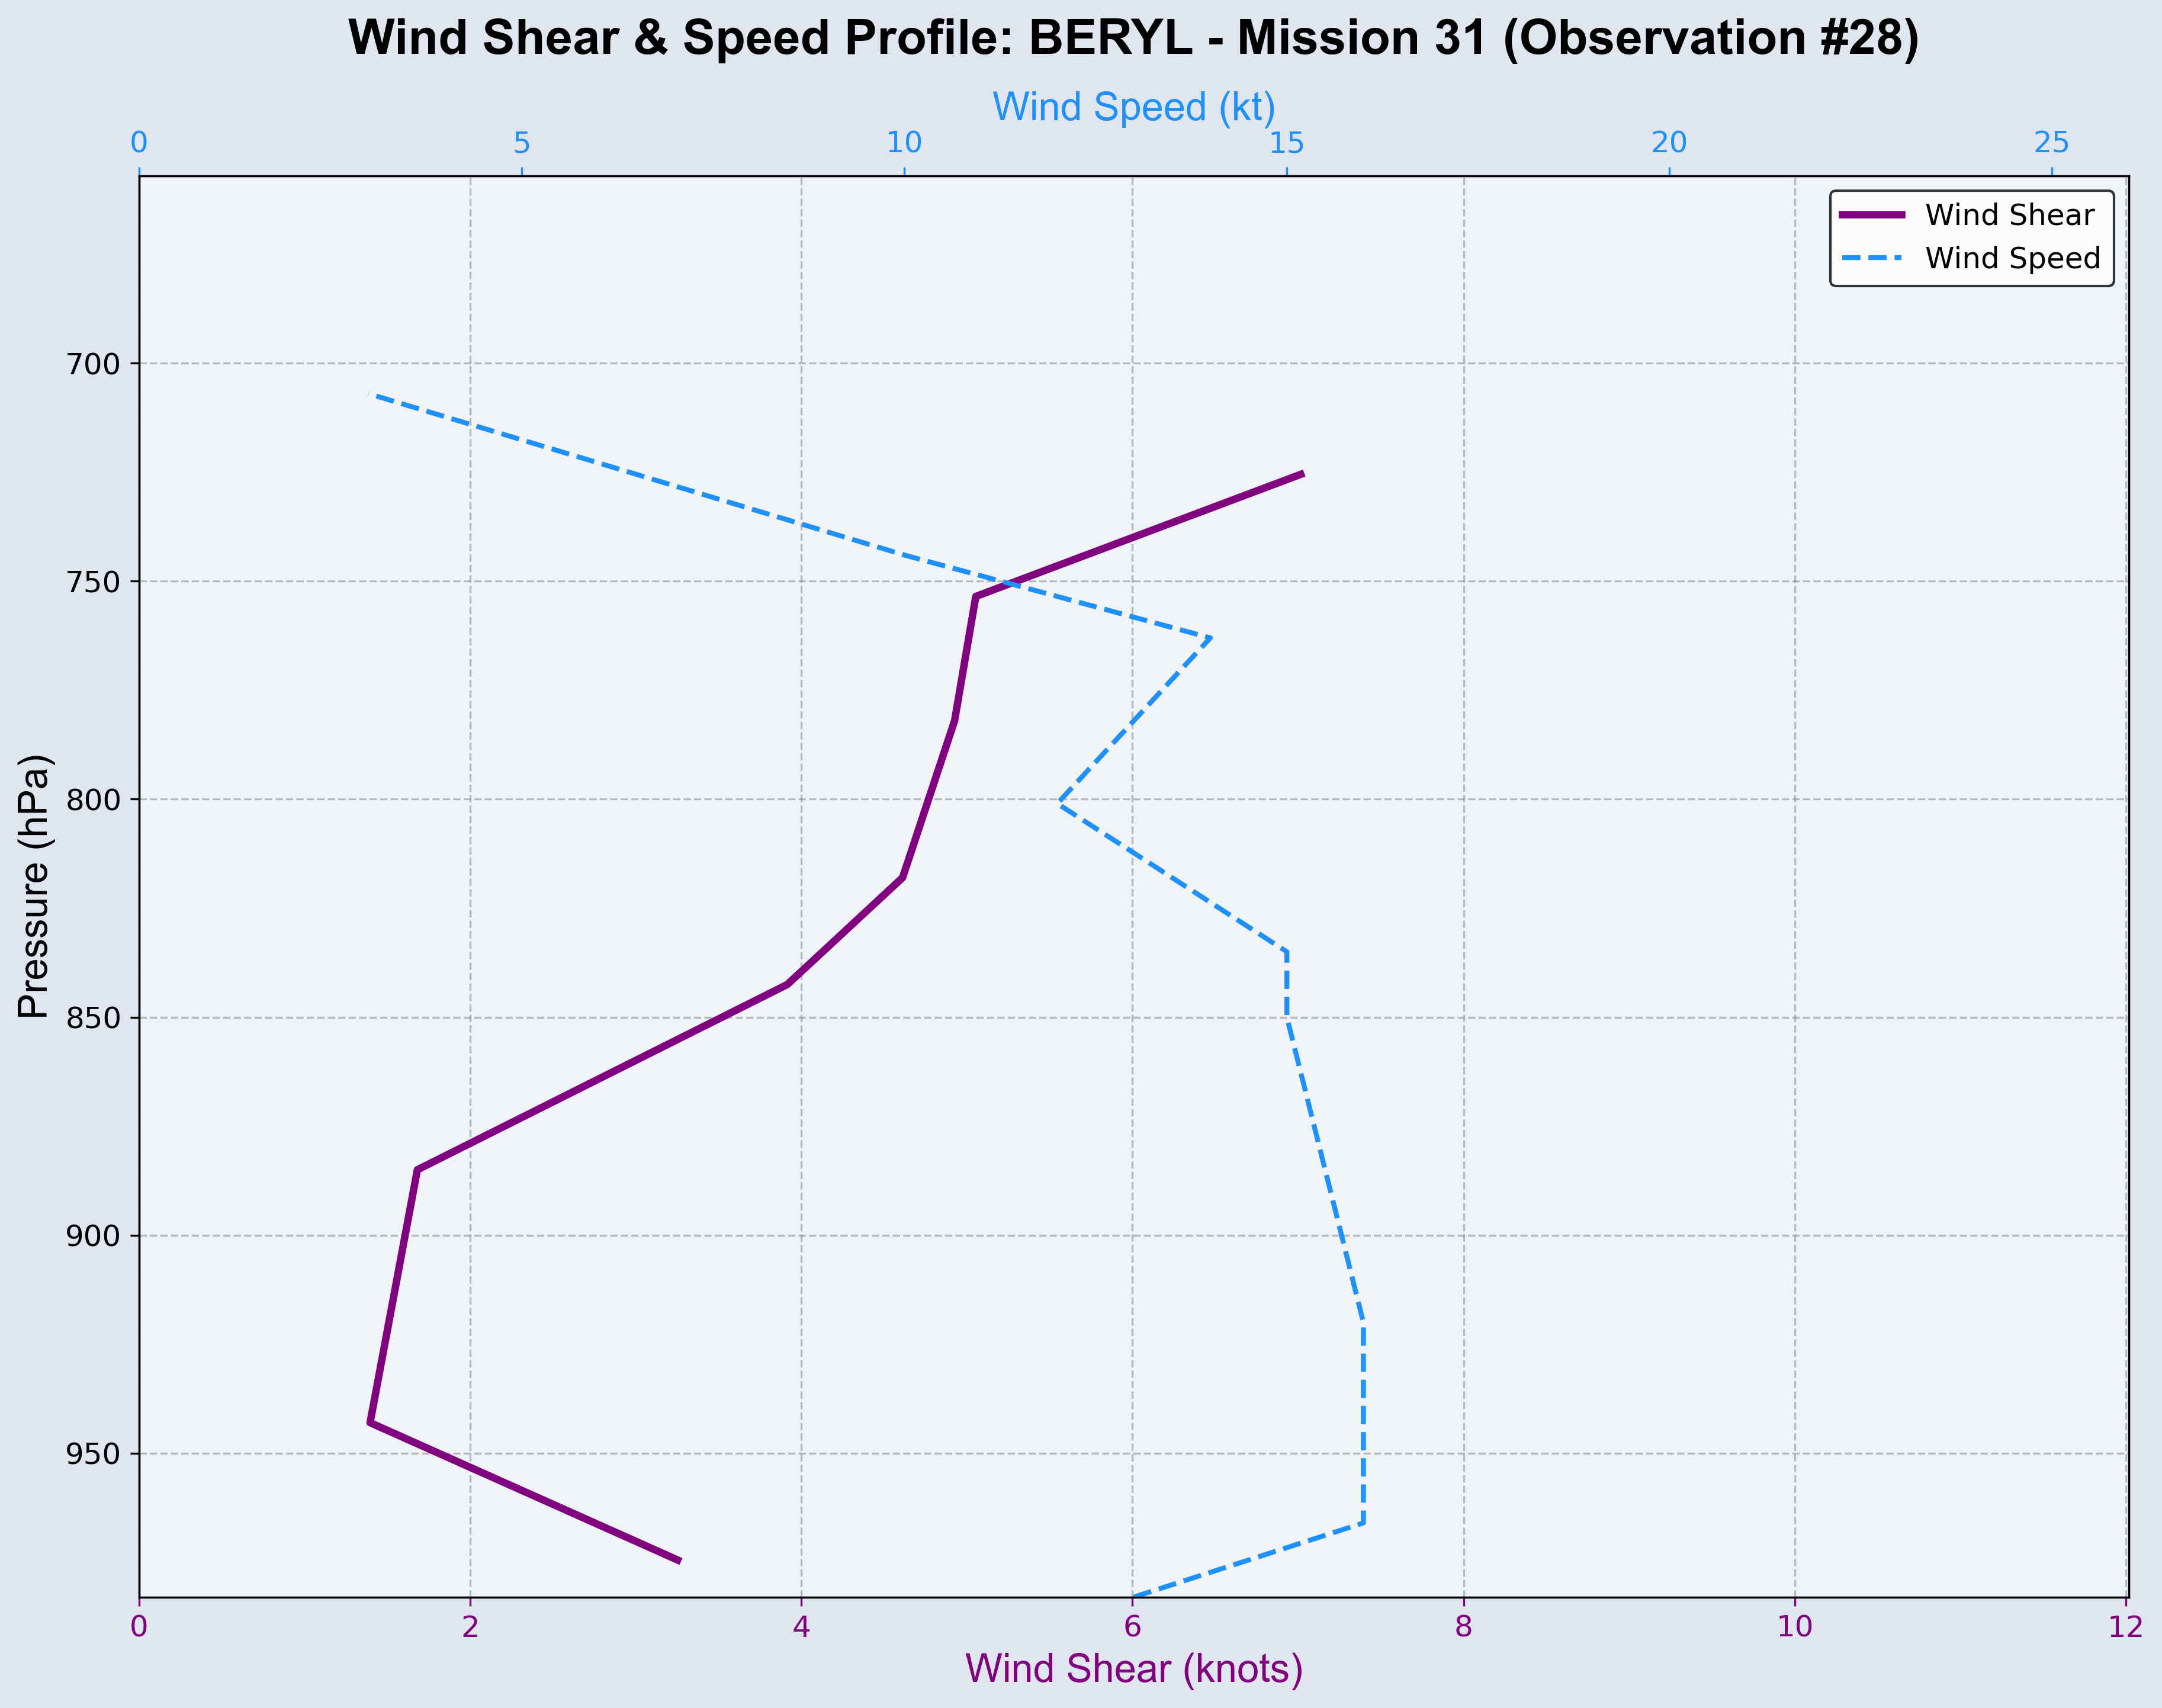 Wind Shear & Speed Profile: BERYL - Mission 31 (Observation #28)
Wind Speed (kt)
0 5 10 15 20 25
Wind Shear
Wind Speed
700
750
800
850
900
950
Pressure (hPa)
0 2 4 6 8 10 12
Wind Shear (knots)